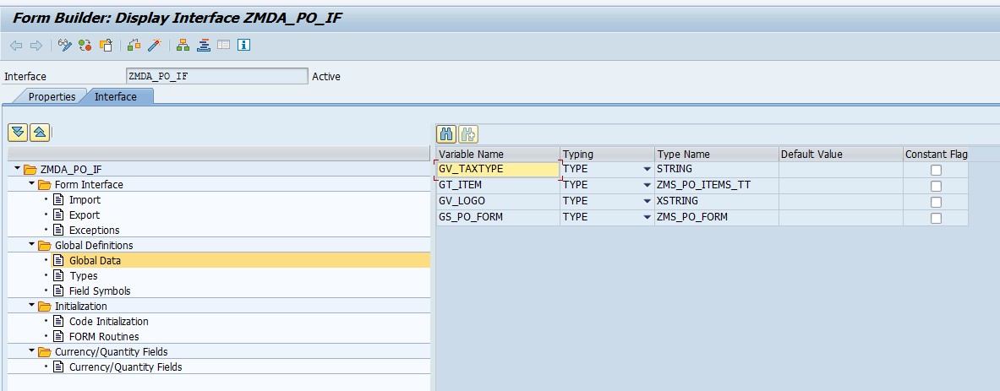 Form Builder: Display Interface ZMDA_PO_IF
Interface ZMDA_PO_IF Active
Properties Interface
ZMDA_PO_IF
Form Interface
Import
Export
Exceptions
Global Definitions
Global Data
Types
Field Symbols
Initialization
Code Initialization
FORM Routines
Currency/Quantity Fields
Currency/Quantity Fields
Variable Name Typing Type Name Default Value Constant Flag
GV_TAXTYPE TYPE STRING
GT_ITEM TYPE ZMS_PO_ITEMS_TT
GV_LOGO TYPE XSTRING
GS_PO_FORM TYPE ZMS_PO_FORM